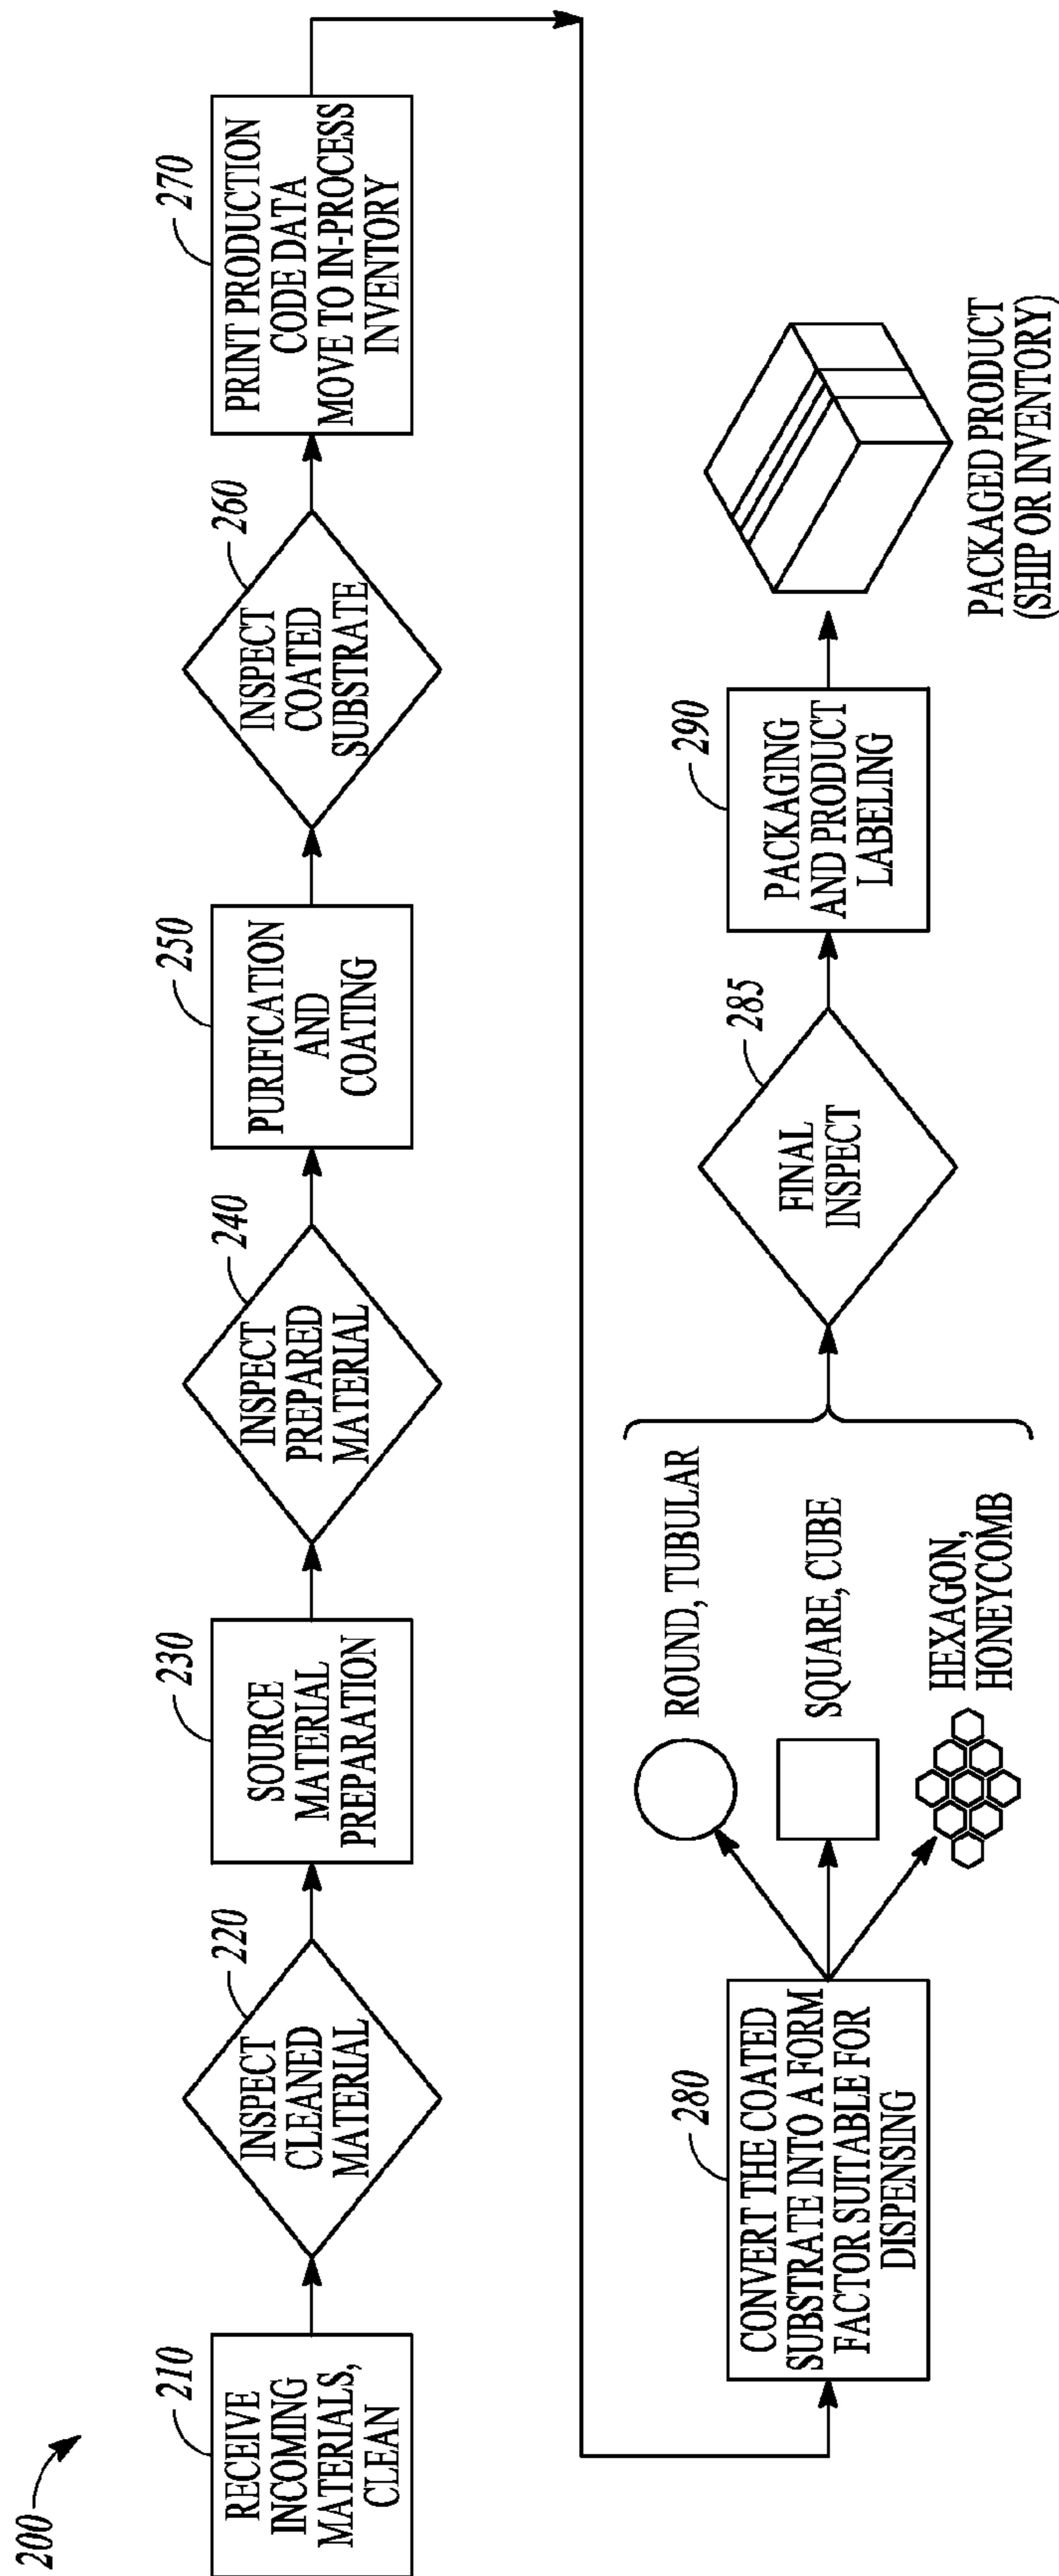 200
210
RECEIVE
INCOMING
MATERIALS,
CLEAN
220
INSPECT
CLEANED
MATERIAL
230
SOURCE
MATERIAL
PREPARATION
240
INSPECT
PREPARED
MATERIAL
250
PURIFICATION
AND
COATING
260
INSPECT
COATED
SUBSTRATE
270
PRINT PRODUCTION
CODE DATA
MOVE TO IN-PROCESS
INVENTORY
280
CONVERT THE COATED
SUBSTRATE INTO A FORM
FACTOR SUITABLE FOR
DISPENSING
ROUND, TUBULAR
SQUARE, CUBE
HEXAGON,
HONEYCOMB
285
FINAL
INSPECT
290
PACKAGING
AND PRODUCT
LABELING
PACKAGED PRODUCT
(SHIP OR INVENTORY)